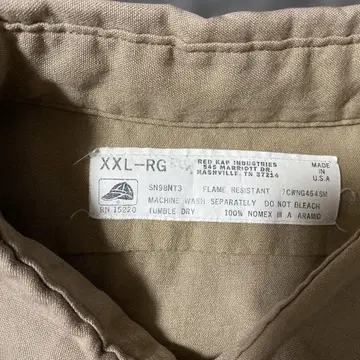 XXL-RG
RED KAP INDUSTRIES
545 MARRIOTT DR.
NASHVILLE, TN 37214
MADE
IN
U.S.A
SN98NT3 FLAME RESISTANT
MACHINE WASH SEPARATELY DO NOT BLEACH
RN 15220 TUMBLE DRY 100% NOMEX III A ARAMID